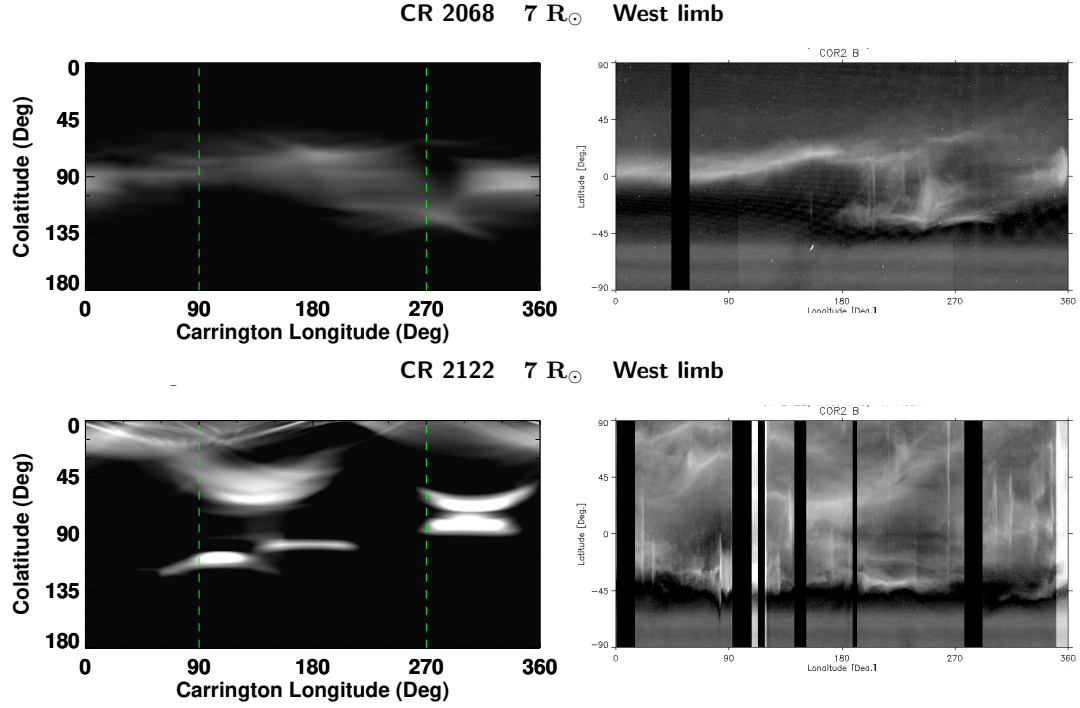 CR 2068 7 R☉ West limb
COR2 B
0
45
90
135
180
Colatitude (Deg)
0 90 180 270 360
Carrington Longitude (Deg)
90
45
0
-45
-90
Latitude [Deg.]
0 90 180 270 360
Longitude [Deg.]
CR 2122 7 R☉ West limb
COR2 B
0
45
90
135
180
Colatitude (Deg)
0 90 180 270 360
Carrington Longitude (Deg)
90
45
0
-45
-90
Latitude [Deg.]
0 90 180 270 360
Longitude [Deg.]